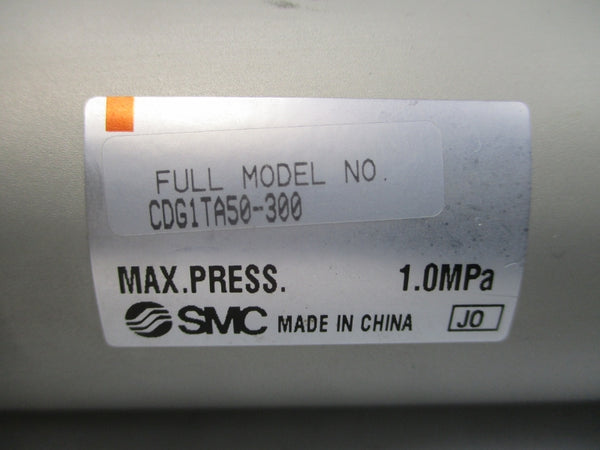 FULL MODEL NO.
CDG1TA50-300
MAX.PRESS. 1.0MPa
SMC MADE IN CHINA JO